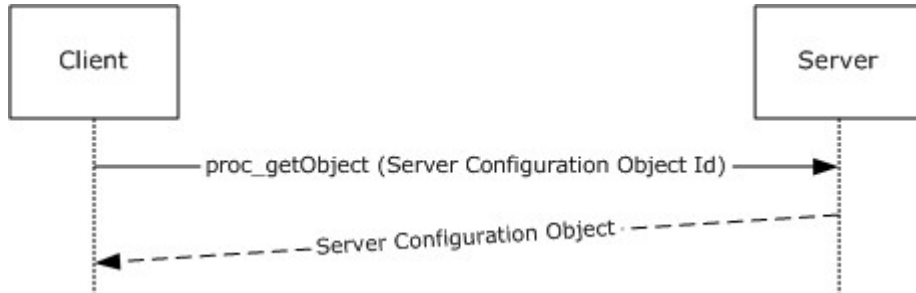 Client
Server
proc_getObject (Server Configuration Object Id)
Server Configuration Object